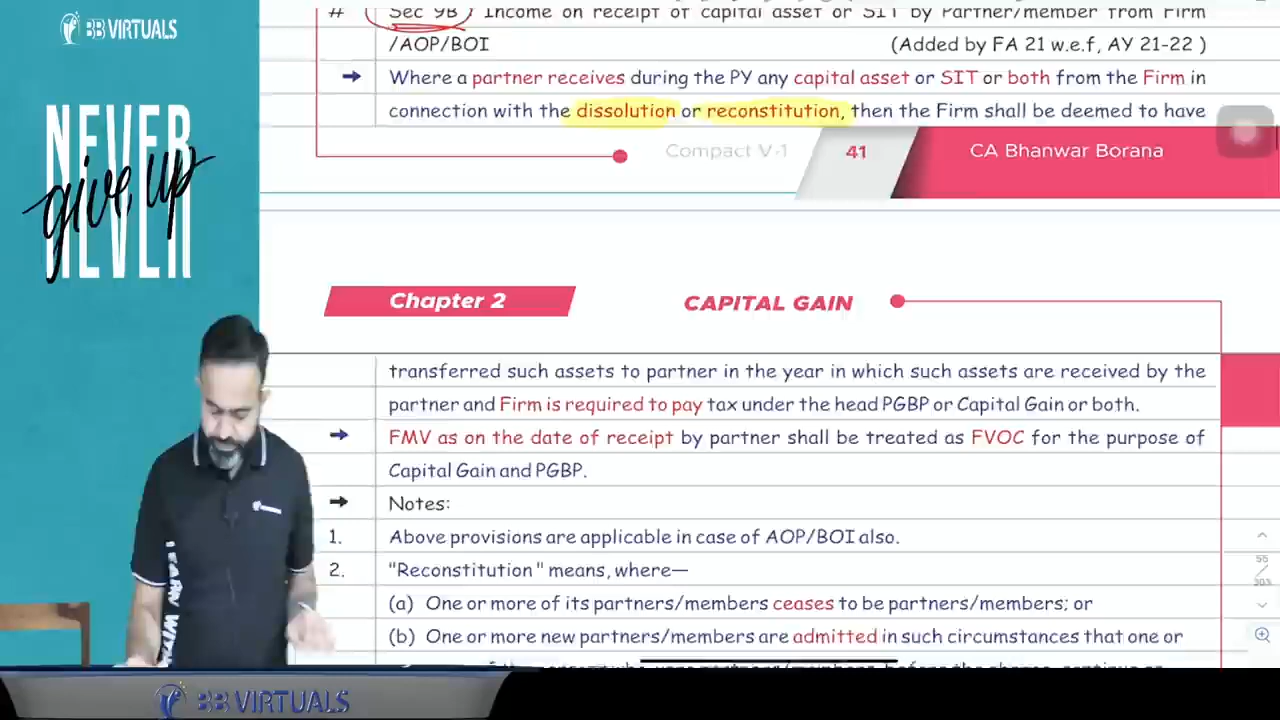 BB VIRTUALS
NEVER
give up
NEVER
# Sec 9B) Income on receipt of capital asset or SIT by Partner/member from Firm
/AOP/BOI (Added by FA 21 w.e.f, AY 21-22 )
→ Where a partner receives during the PY any capital asset or SIT or both from the Firm in
connection with the dissolution or reconstitution, then the Firm shall be deemed to have
Compact V-1 41 CA Bhanwar Borana
Chapter 2 CAPITAL GAIN
transferred such assets to partner in the year in which such assets are received by the
partner and Firm is required to pay tax under the head PGBP or Capital Gain or both.
→ FMV as on the date of receipt by partner shall be treated as FVOC for the purpose of
Capital Gain and PGBP.
→ Notes:
1. Above provisions are applicable in case of AOP/BOI also.
2. "Reconstitution" means, where—
(a) One or more of its partners/members ceases to be partners/members; or
(b) One or more new partners/members are admitted in such circumstances that one or
55
BB VIRTUALS